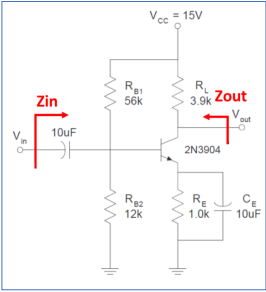 V_CC = 15V
R_B1
56k
R_L
3.9k
Zin
Zout
V_in
10uF
V_out
2N3904
R_B2
12k
R_E
1.0k
C_E
10uF